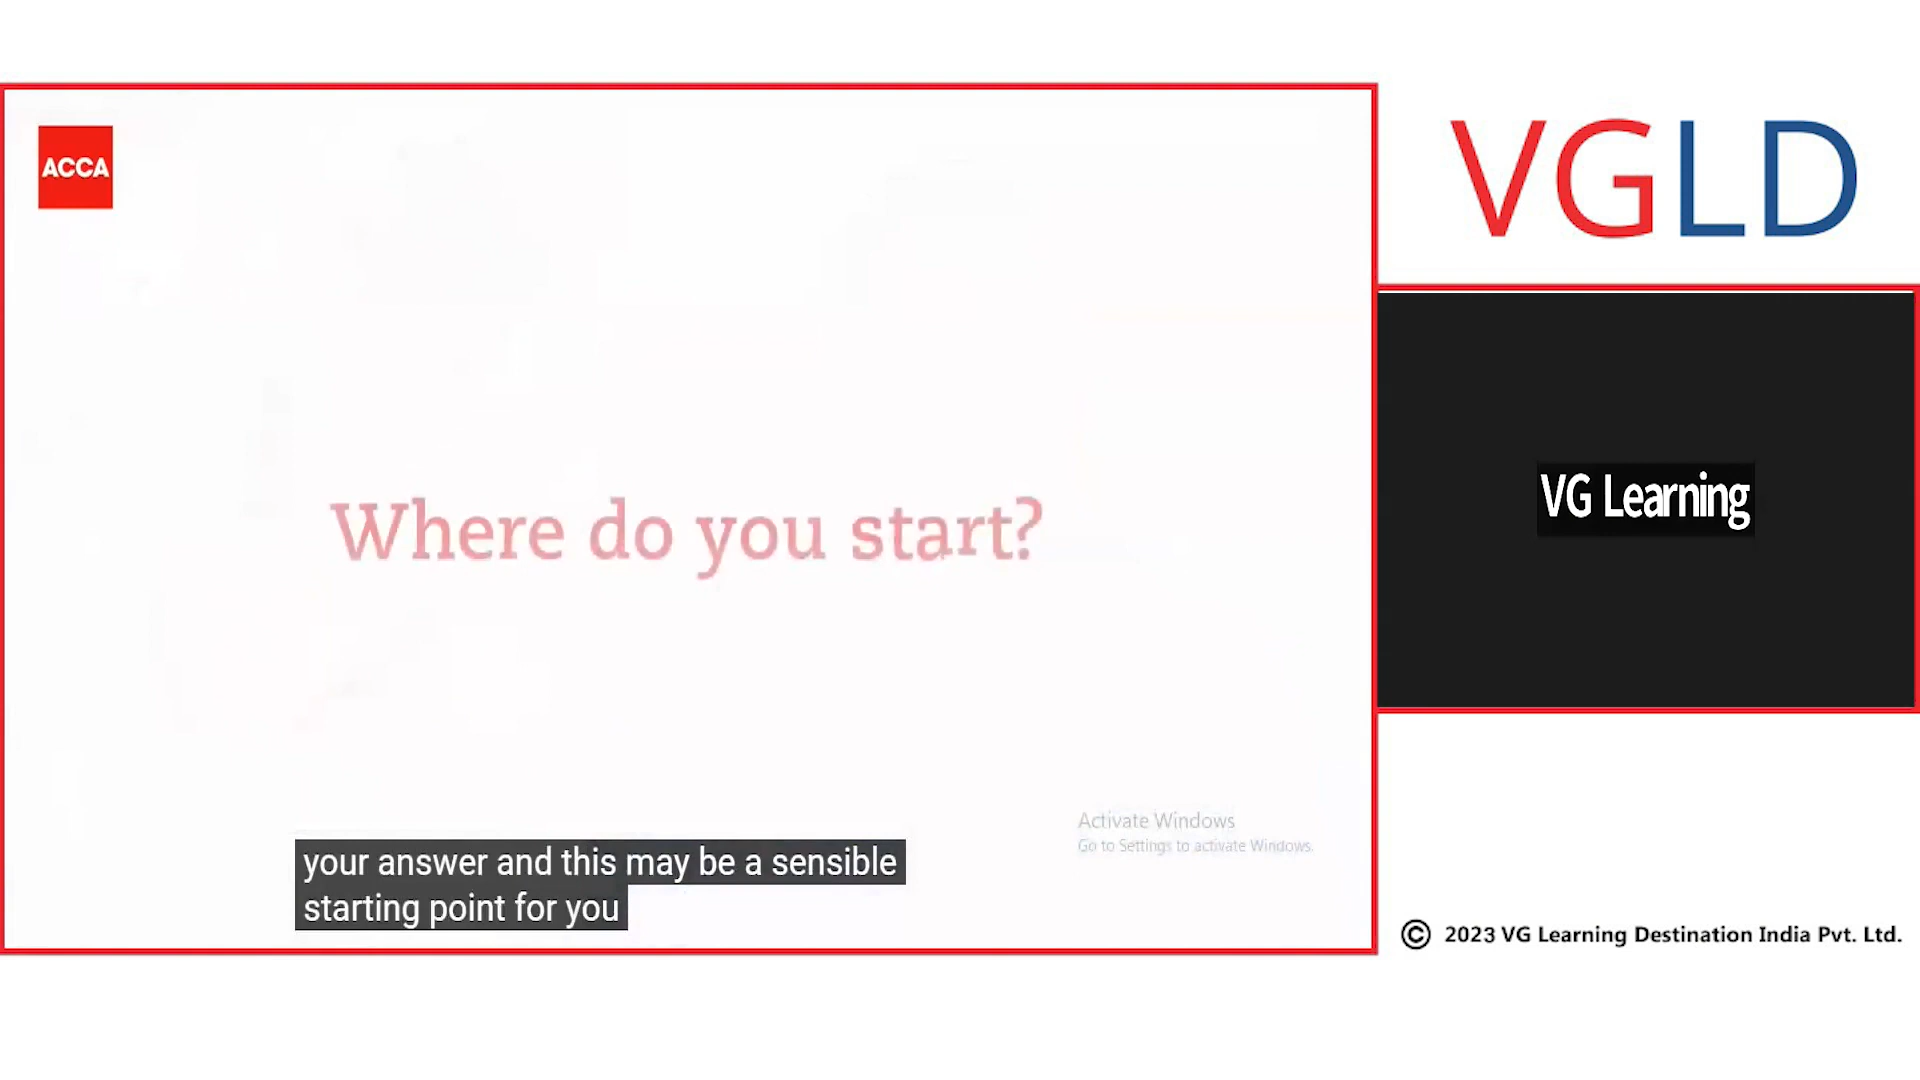 ACCA
VGLD
VG Learning
Where do you start?
Activate Windows
Go to Settings to activate Windows.
your answer and this may be a sensible
starting point for you
© 2023 VG Learning Destination India Pvt. Ltd.